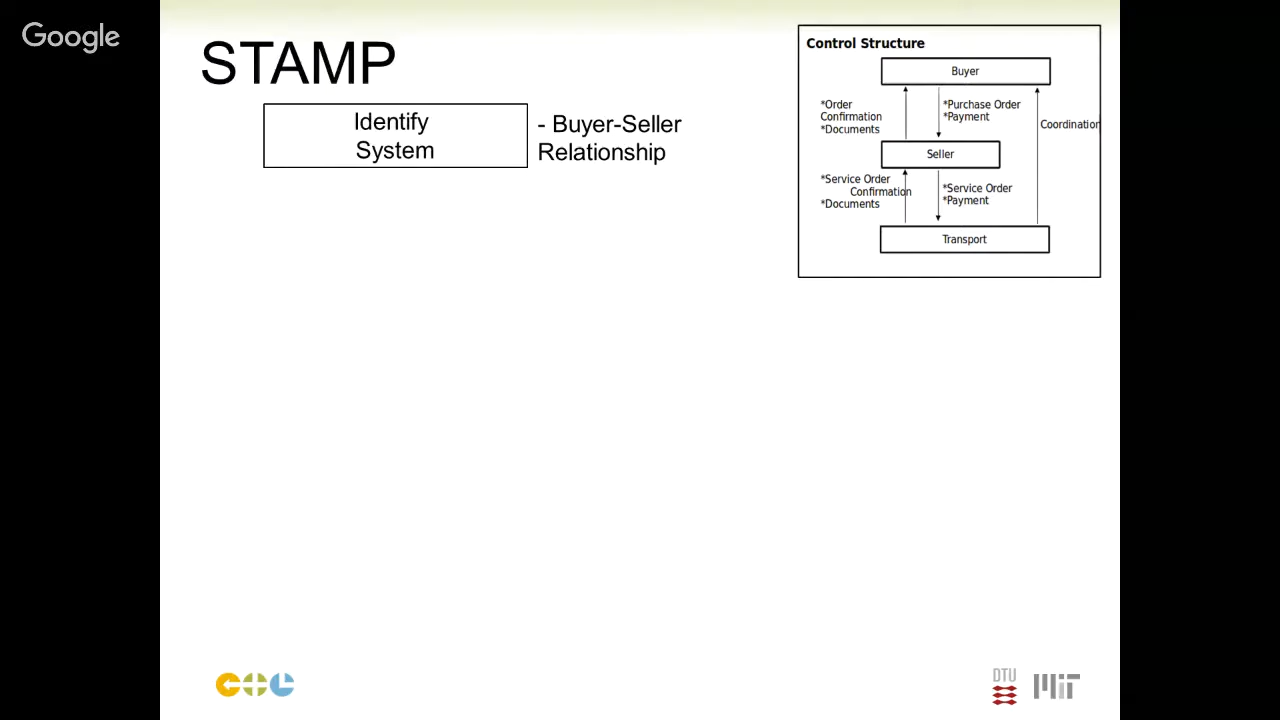 Google
STAMP
Identify
System
- Buyer-Seller
Relationship
Control Structure
Buyer
*Order
Confirmation
*Documents
*Purchase Order
*Payment
Coordination
Seller
*Service Order
Confirmation
*Documents
*Service Order
*Payment
Transport
DTU
MIT